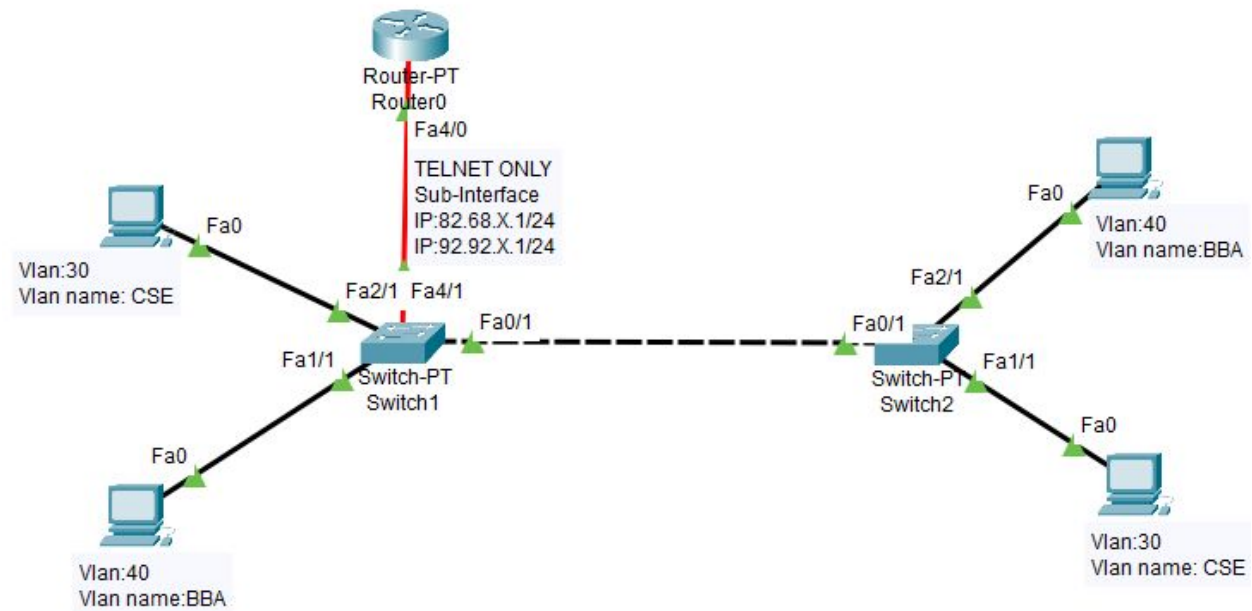 Router-PT
Router0
Fa4/0
TELNET ONLY
Sub-Interface
IP:82.68.X.1/24
IP:92.92.X.1/24
Fa0
Vlan:30
Vlan name: CSE
Fa2/1
Fa4/1
Fa0/1
Fa1/1
Switch-PT
Switch1
Fa0
Vlan:40
Vlan name:BBA
Fa0
Vlan:40
Vlan name:BBA
Fa2/1
Fa0/1
Fa1/1
Switch-PT
Switch2
Fa0
Vlan:30
Vlan name: CSE